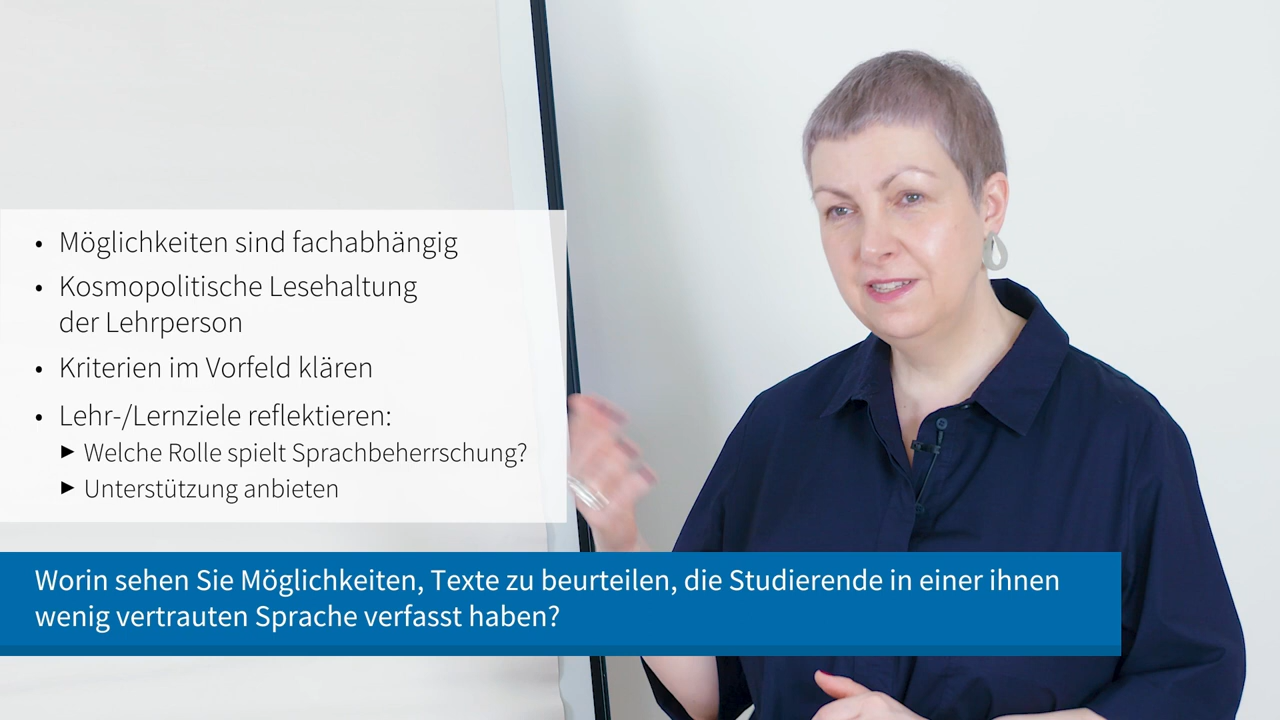 • Möglichkeiten sind fachabhängig
• Kosmopolitische Lesehaltung
der Lehrperson
• Kriterien im Vorfeld klären
• Lehr-/Lernziele reflektieren:
▶ Welche Rolle spielt Sprachbeherrschung?
▶ Unterstützung anbieten
Worin sehen Sie Möglichkeiten, Texte zu beurteilen, die Studierende in einer ihnen
wenig vertrauten Sprache verfasst haben?